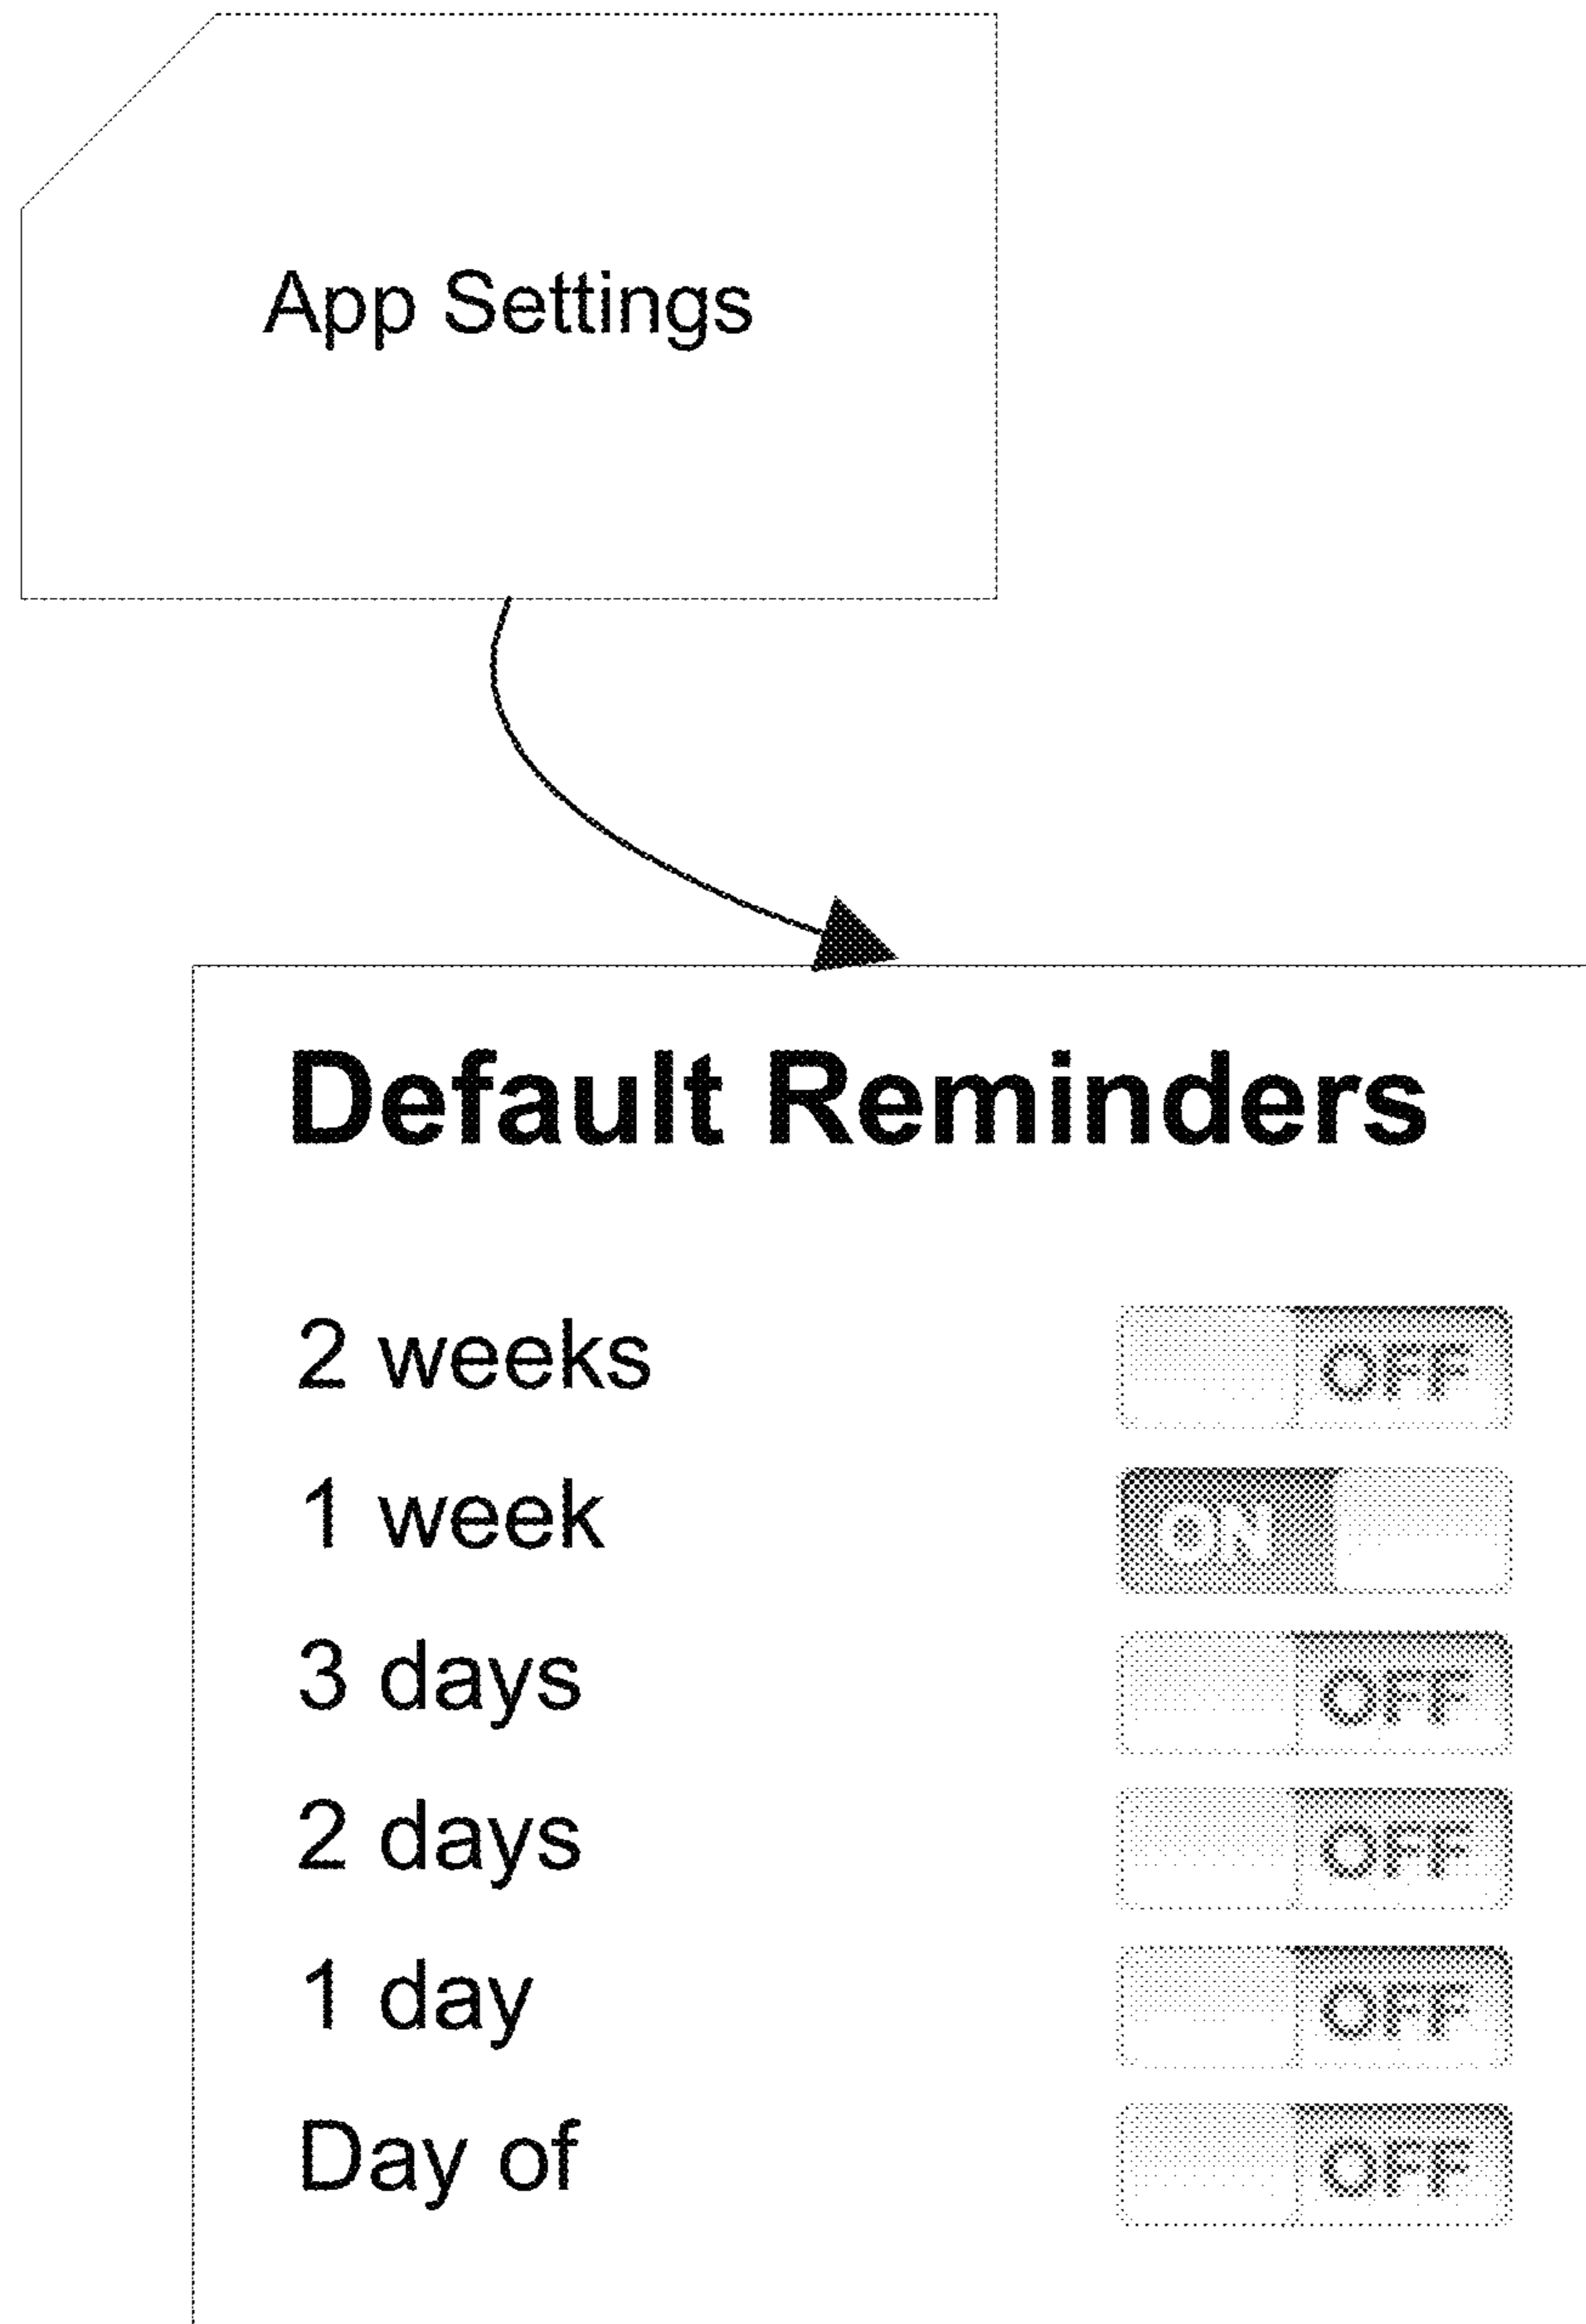 App Settings
Default Reminders
2 weeks OFF
1 week ON
3 days OFF
2 days OFF
1 day OFF
Day of OFF